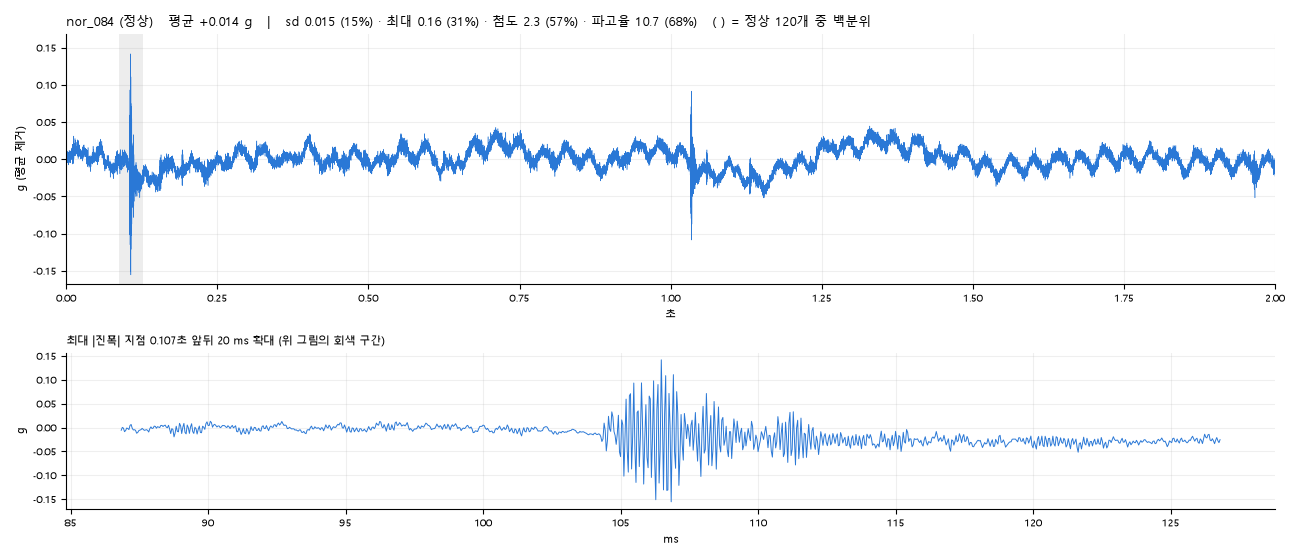 nor_084 (정상) 평균 +0.014 g | sd 0.015 (15%) · 최대 0.16 (31%) · 첨도 2.3 (57%) · 파고율 10.7 (68%) ( ) = 정상 120개 중 백분위
g (평균 제거)
0.15
0.10
0.05
0.00
-0.05
-0.10
-0.15
0.00 0.25 0.50 0.75 1.00 1.25 1.50 1.75 2.00
초
최대 |진폭| 지점 0.107초 앞뒤 20 ms 확대 (위 그림의 회색 구간)
g
0.15
0.10
0.05
0.00
-0.05
-0.10
-0.15
85 90 95 100 105 110 115 120 125
ms